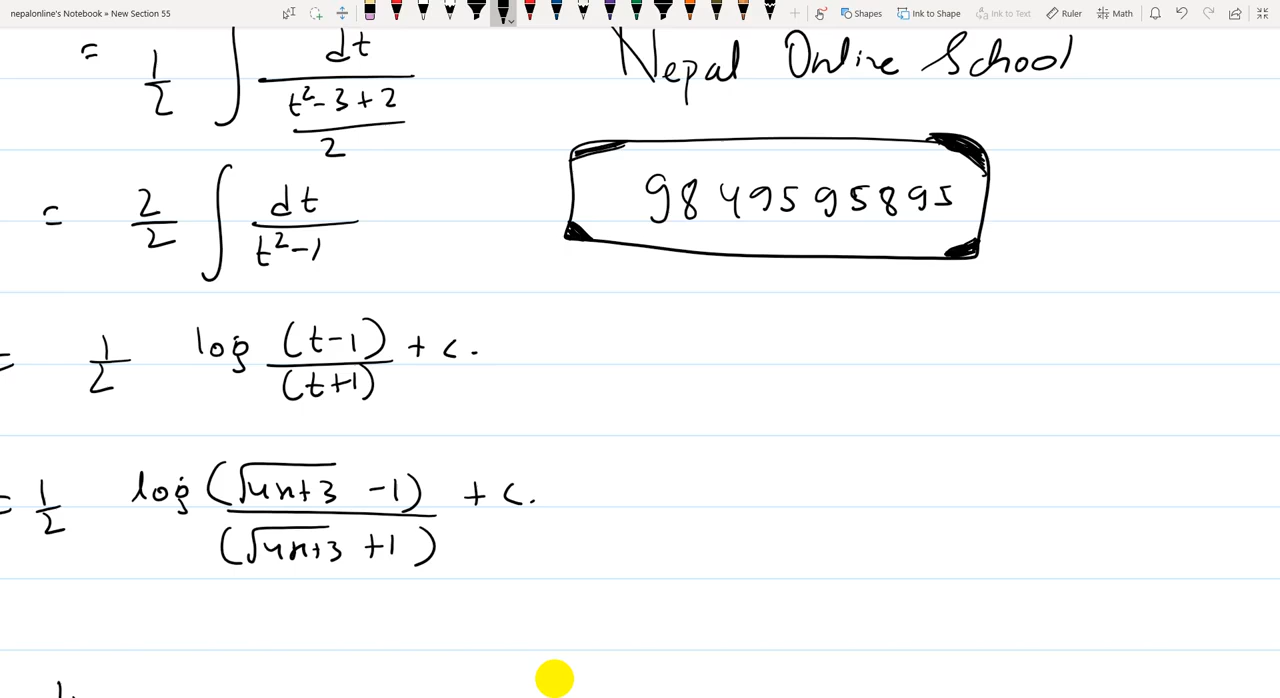 nepalonline's Notebook » New Section 55
Shapes Ink to Shape Ink to Text Ruler Math
= 1/2 ∫ dt / ((t²-3+2)/2)
Nepal Online School
9849595895
= 2/2 ∫ dt / (t²-1)
= 1/2 log (t-1)/(t+1) + c.
= 1/2 log (√4x+3 -1)/(√4x+3 +1) + c.